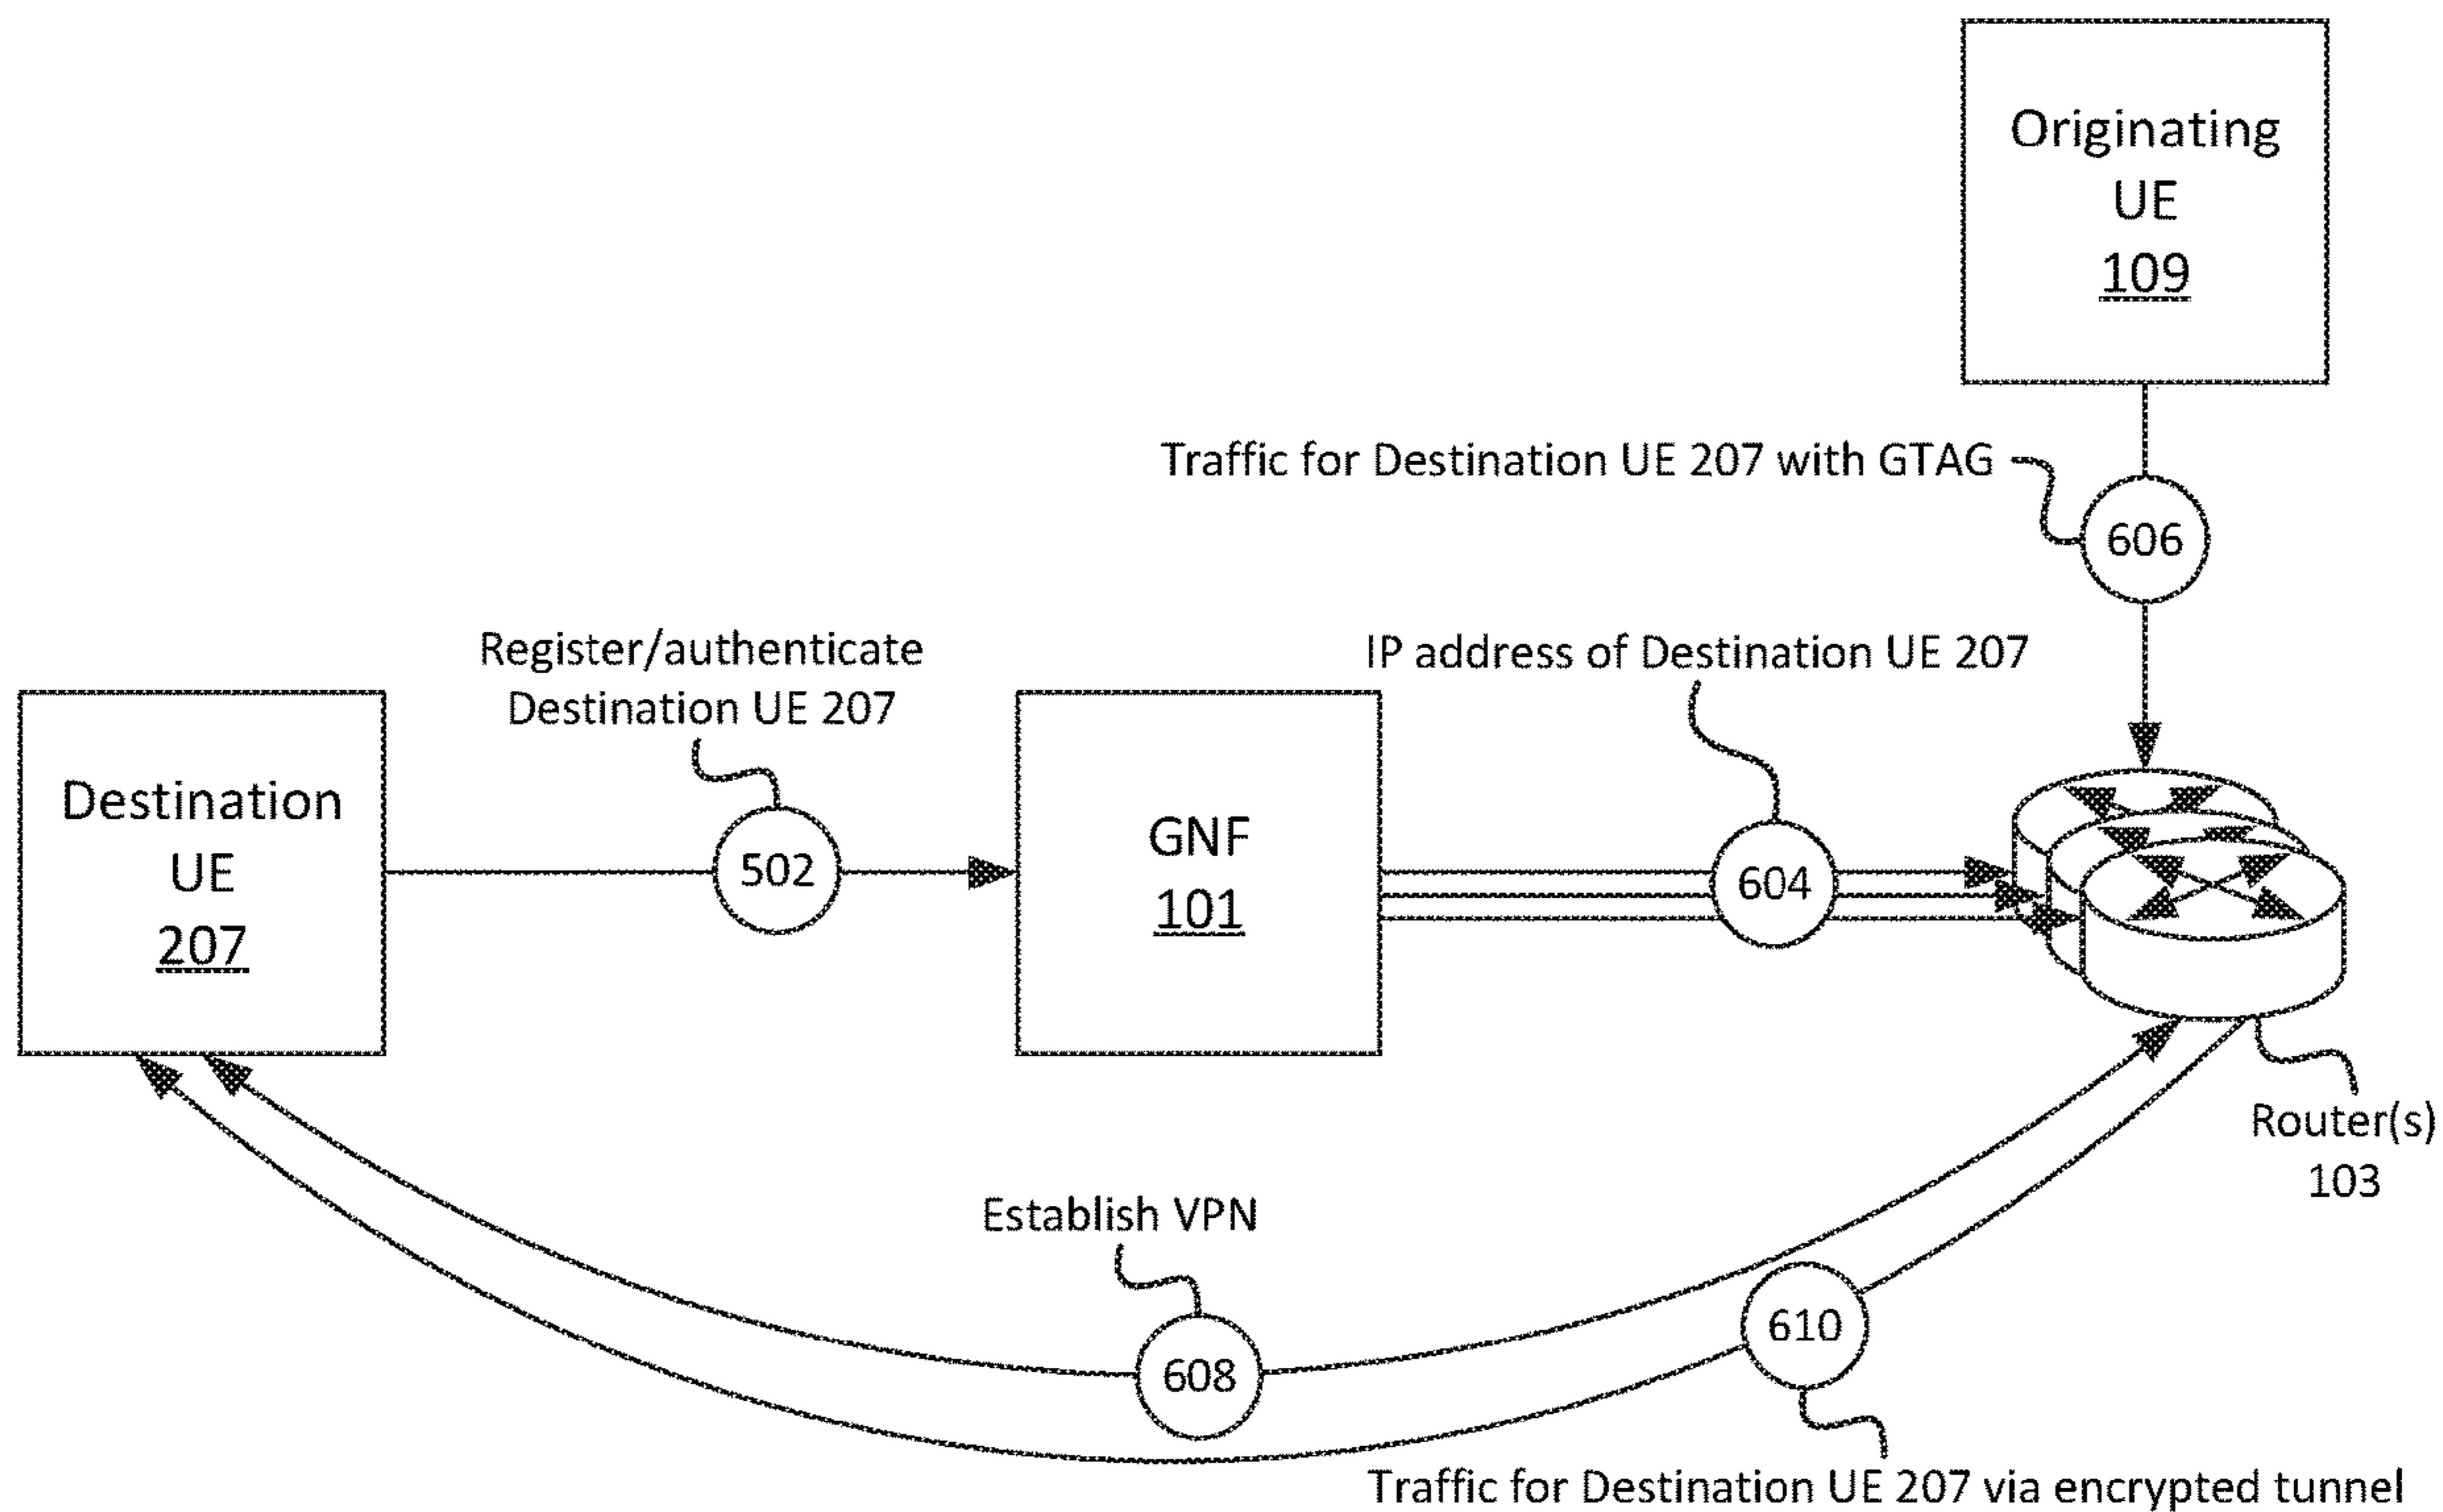 Originating
UE
109
Traffic for Destination UE 207 with GTAG
606
Register/authenticate
Destination UE 207
IP address of Destination UE 207
Destination
UE
207
502
GNF
101
604
Router(s)
103
Establish VPN
608
610
Traffic for Destination UE 207 via encrypted tunnel